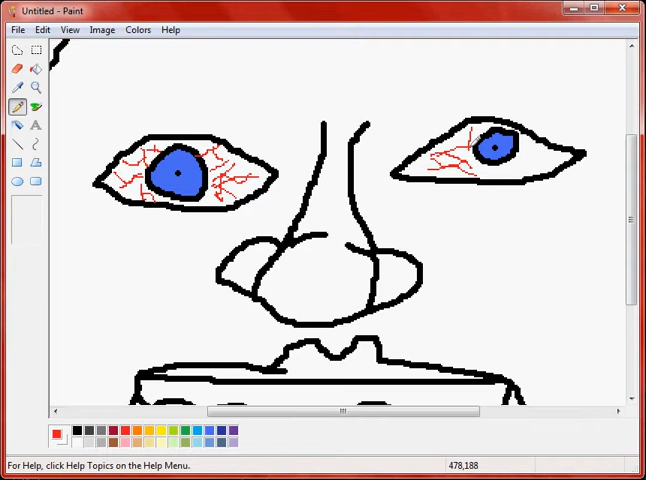 Untitled - Paint
File Edit View Image Colors Help
For Help, click Help Topics on the Help Menu. 478,188